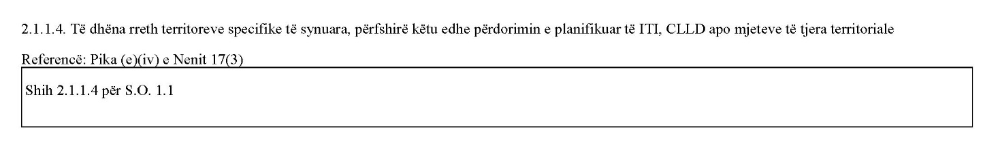 2.1.1.4. Të dhëna rreth territoreve specifike të synuara, përfshirë këtu edhe përdorimin e planifikuar të ITI, CLLD apo mjeteve të tjera territoriale
Referencë: Pika (e)(iv) e Nenit 17(3)
Shih 2.1.1.4 për S.O. 1.1